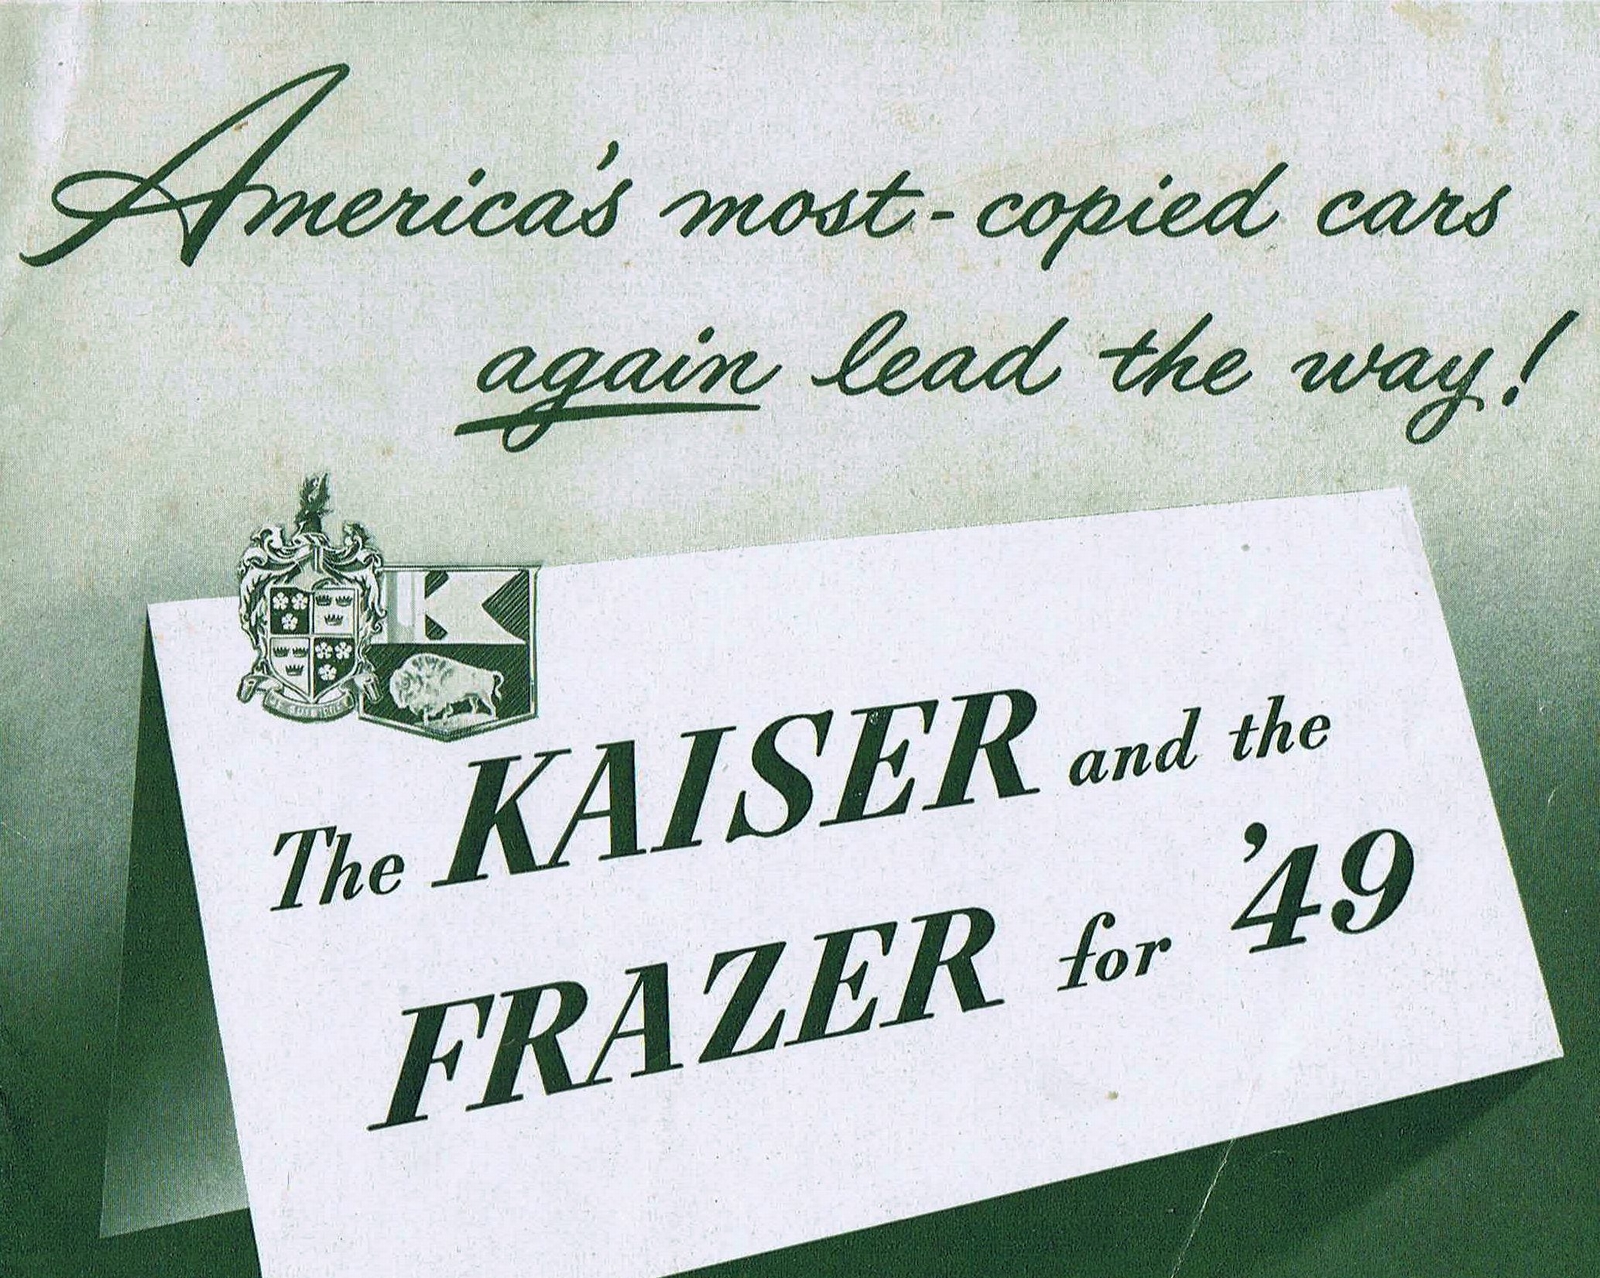 America's most-copied cars
again lead the way!
K
The KAISER and the
FRAZER for '49